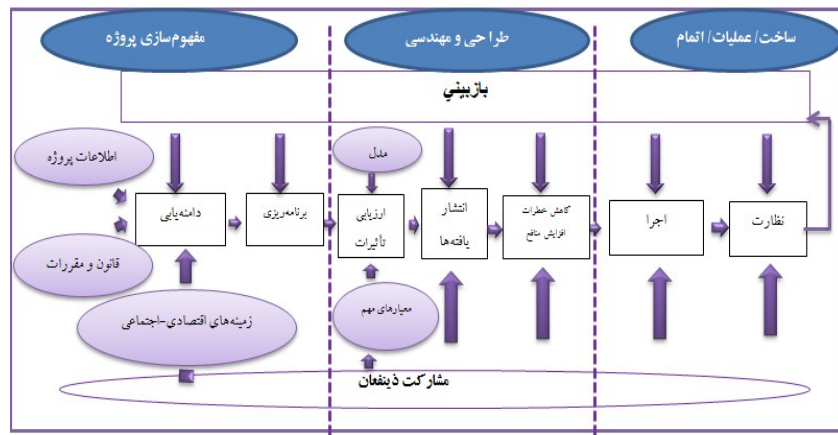 مفهوم‌سازی پروژه
طراحی و مهندسی
ساخت/ عملیات/ اتمام
بازبيني
اطلاعات پروژه
قانون و مقررات
دامنه‌یابی
برنامه‌ریزی
مدل
ارزیابی
تأثیرات
انتشار
یافته‌ها
کاهش خطرات
افزایش منافع
اجرا
نظارت
زمینه‌های اقتصادی-اجتماعی
معیارهای مهم
مشارکت ذینفعان